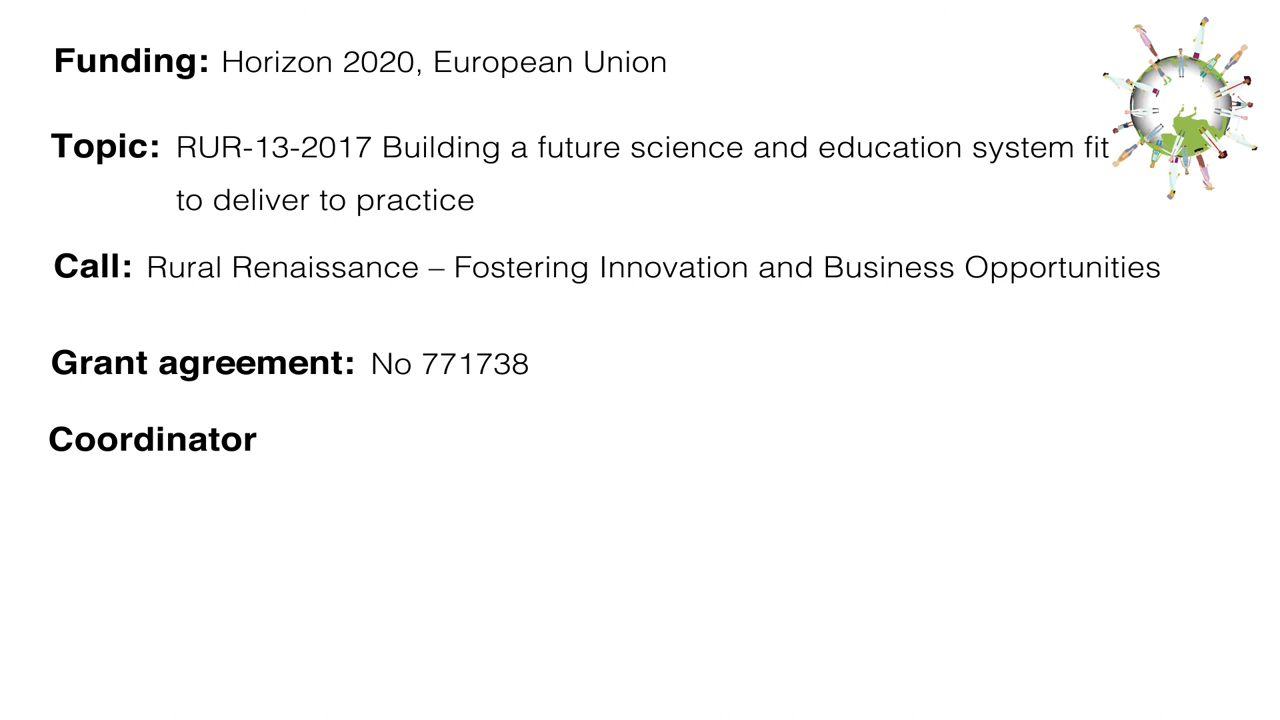 Funding: Horizon 2020, European Union
Topic: RUR-13-2017 Building a future science and education system fit
to deliver to practice
Call: Rural Renaissance – Fostering Innovation and Business Opportunities
Grant agreement: No 771738
Coordinator